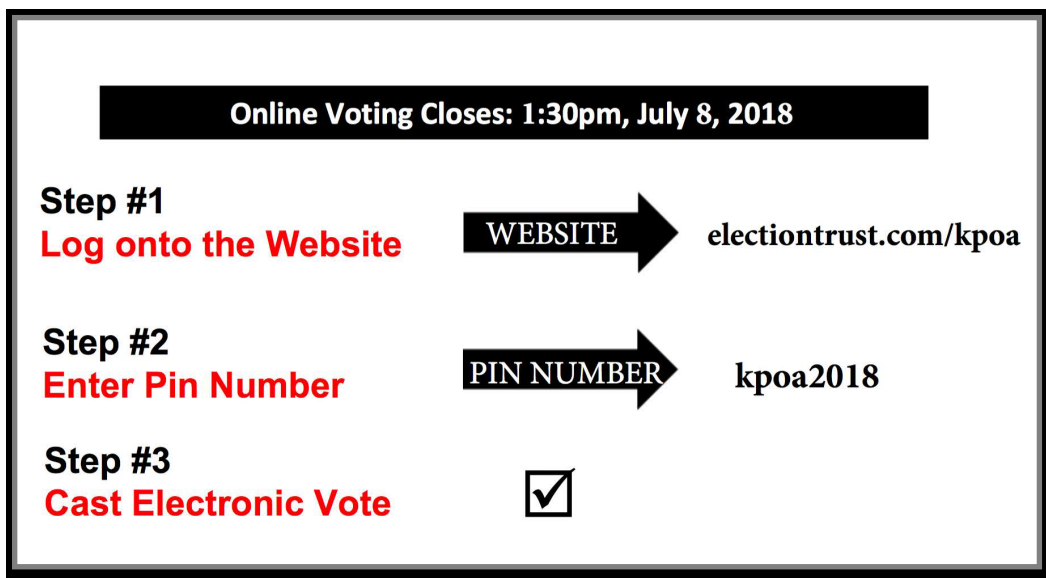 Online Voting Closes: 1:30pm, July 8, 2018
Step #1
Log onto the Website
WEBSITE
electiontrust.com/kpoa
Step #2
Enter Pin Number
PIN NUMBER
kpoa2018
Step #3
Cast Electronic Vote